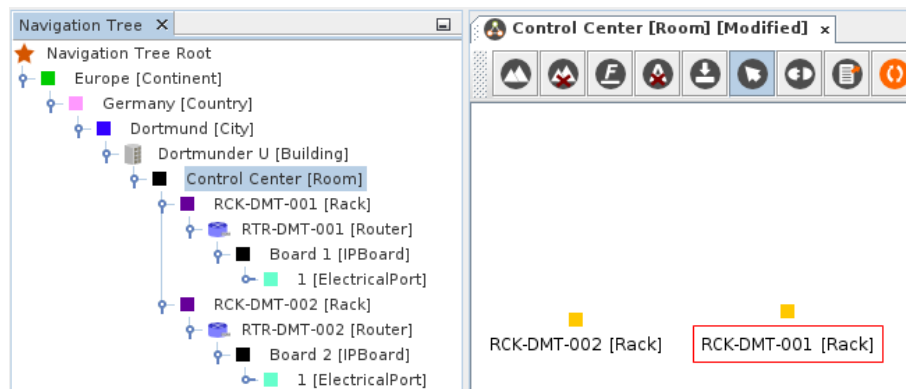 Navigation Tree
Navigation Tree Root
Europe [Continent]
Germany [Country]
Dortmund [City]
Dortmunder U [Building]
Control Center [Room]
RCK-DMT-001 [Rack]
RTR-DMT-001 [Router]
Board 1 [IPBoard]
1 [ElectricalPort]
RCK-DMT-002 [Rack]
RTR-DMT-002 [Router]
Board 2 [IPBoard]
1 [ElectricalPort]
Control Center [Room] [Modified]
F
A
RCK-DMT-002 [Rack]
RCK-DMT-001 [Rack]